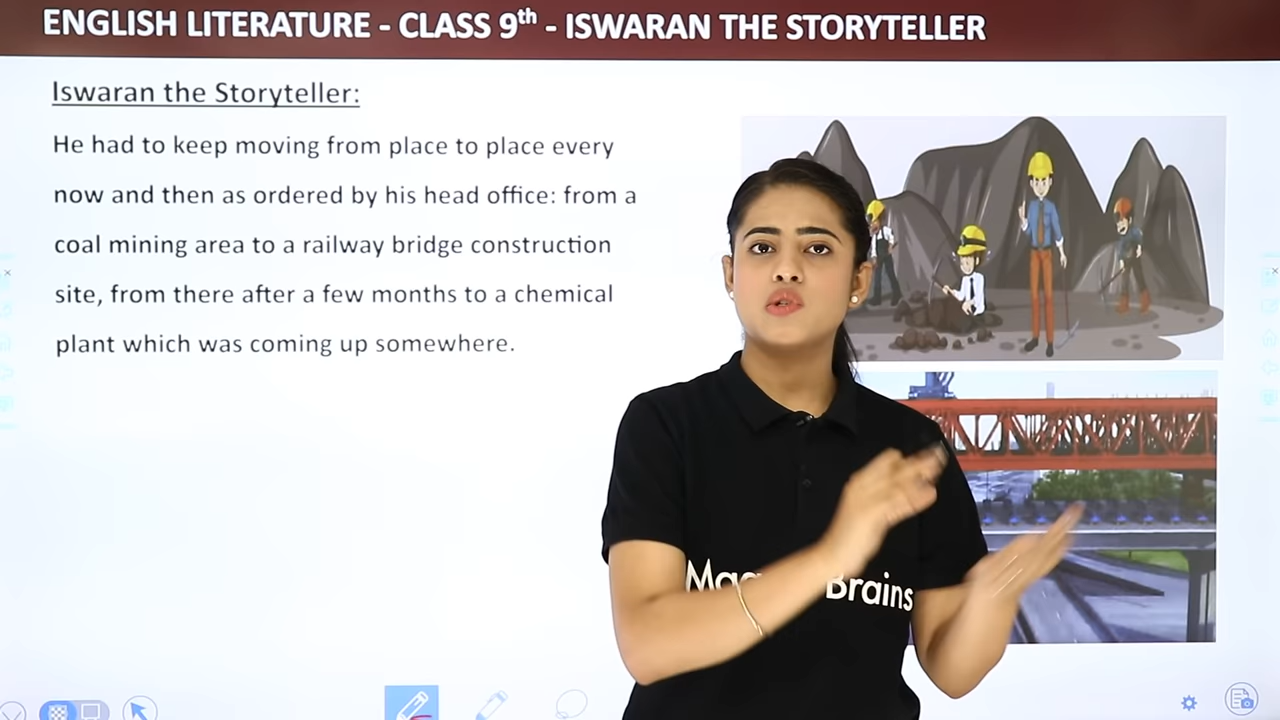 ENGLISH LITERATURE - CLASS 9th - ISWARAN THE STORYTELLER
Iswaran the Storyteller:
He had to keep moving from place to place every
now and then as ordered by his head office: from a
coal mining area to a railway bridge construction
site, from there after a few months to a chemical
plant which was coming up somewhere.
Brains